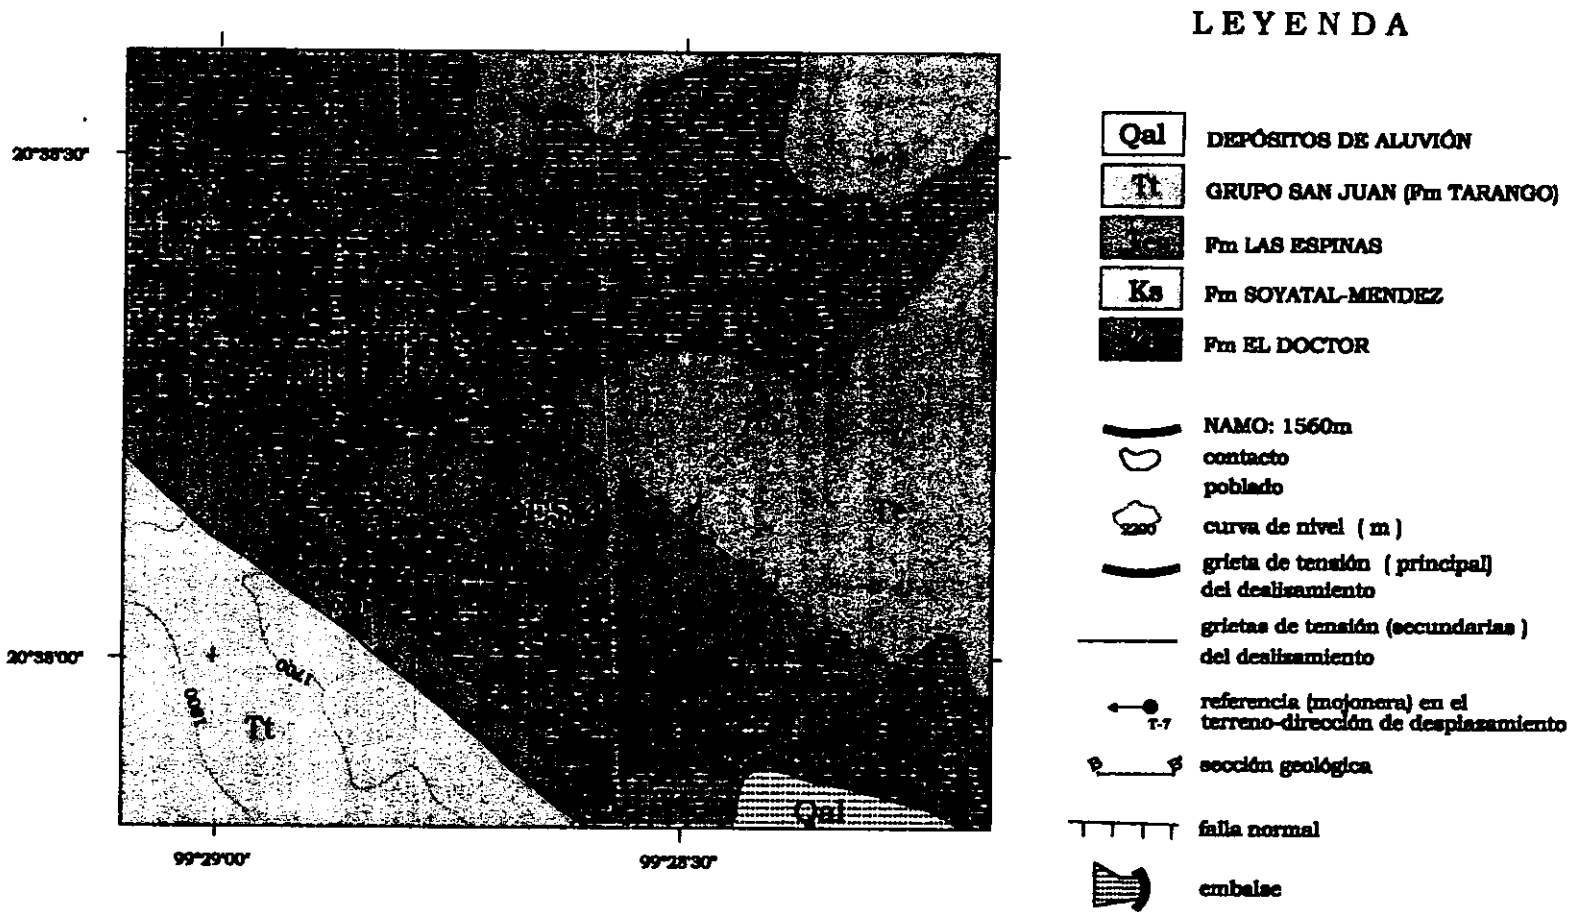 LEYENDA
Qal DEPÓSITOS DE ALUVIÓN
Tt GRUPO SAN JUAN (Fm TARANGO)
Fm LAS ESPINAS
Ks Fm SOYATAL-MENDEZ
Fm EL DOCTOR
NAMO: 1560m
contacto
poblado
2290 curva de nivel ( m )
grieta de tensión ( principal)
del deslizamiento
grietas de tensión (secundarias )
del deslizamiento
referencia (mojonera) en el
T-7 terreno-dirección de desplazamiento
B B' sección geológica
falla normal
embalse
20°38'30"
20°38'00"
1700
1800
Tt
Qal
99°29'00"
99°28'30"